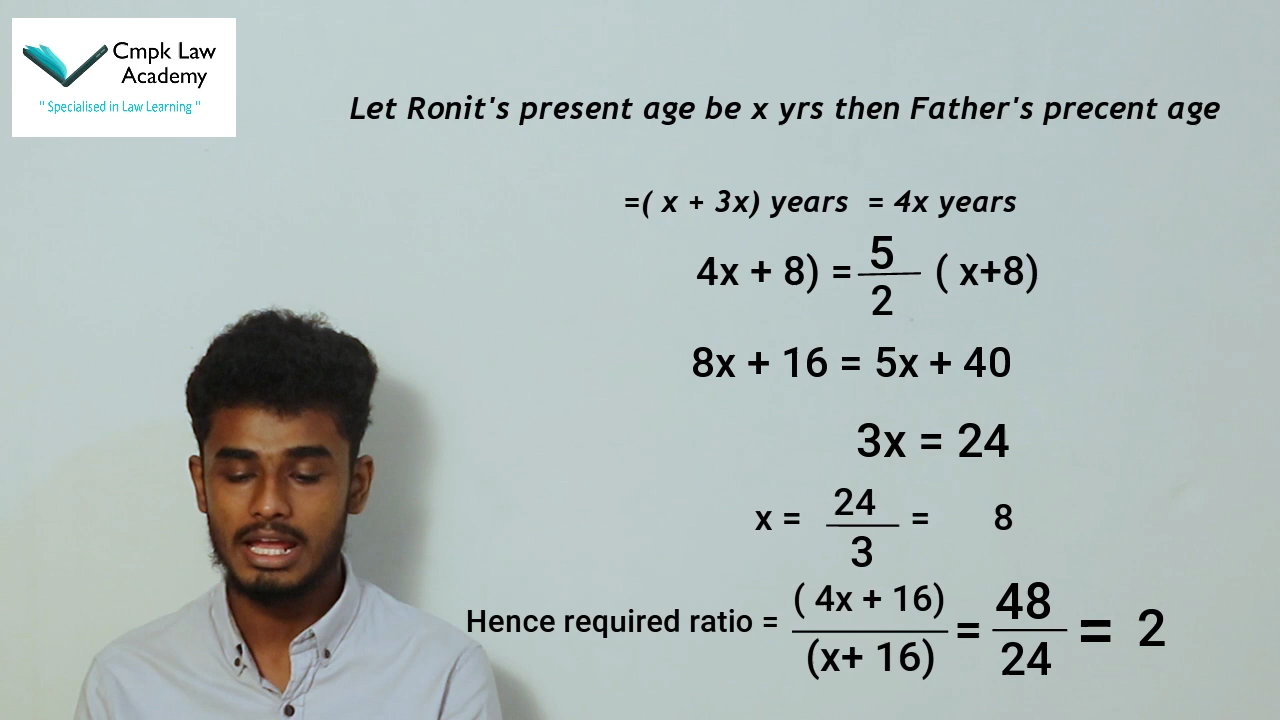 Cmpk Law
Academy
" Specialised in Law Learning "
Let Ronit's present age be x yrs then Father's precent age
=( x + 3x) years = 4x years
4x + 8) = 5/2 ( x+8)
8x + 16 = 5x + 40
3x = 24
x = 24/3 = 8
Hence required ratio = ( 4x + 16)/(x+ 16) = 48/24 = 2